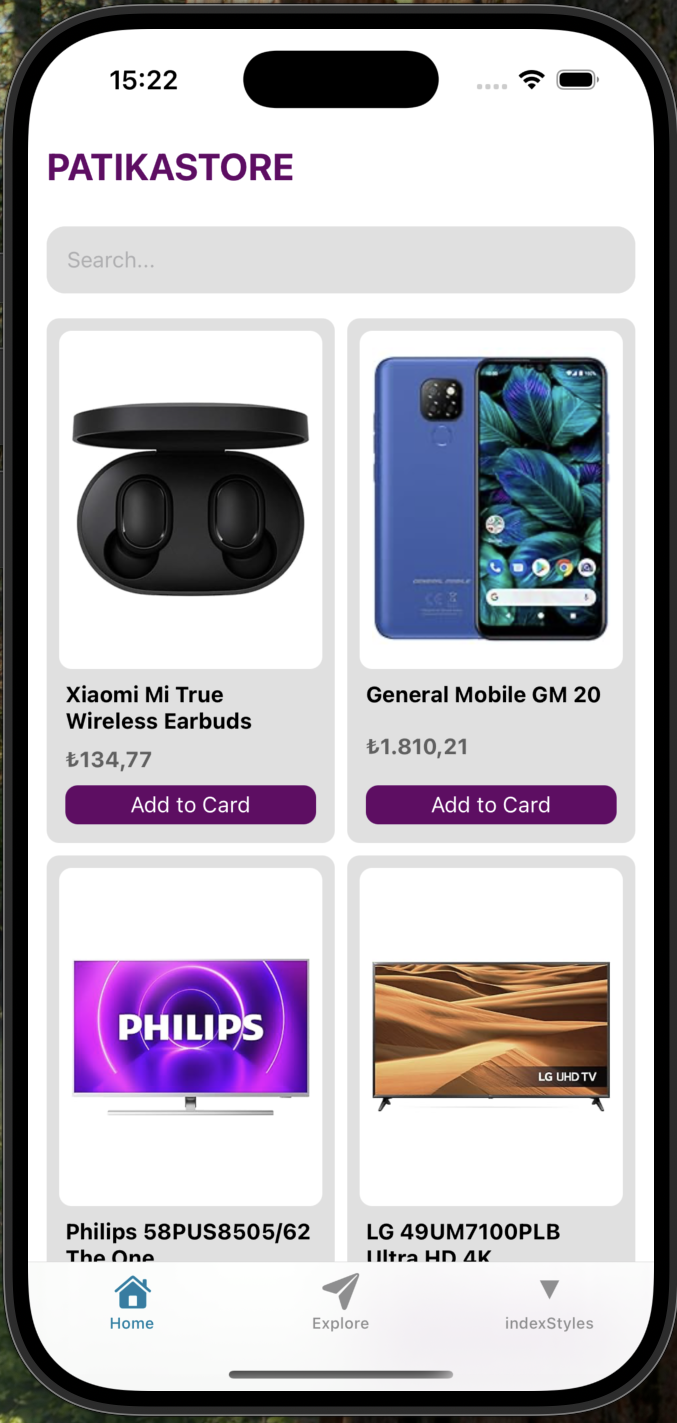 15:22
PATIKASTORE
Search...
GENERAL MOBILE
Xiaomi Mi True
Wireless Earbuds
₺134,77
Add to Card
General Mobile GM 20
₺1.810,21
Add to Card
PHILIPS
LG UHD TV
Philips 58PUS8505/62
The One
LG 49UM7100PLB
Ultra HD 4K
Home
Explore
indexStyles